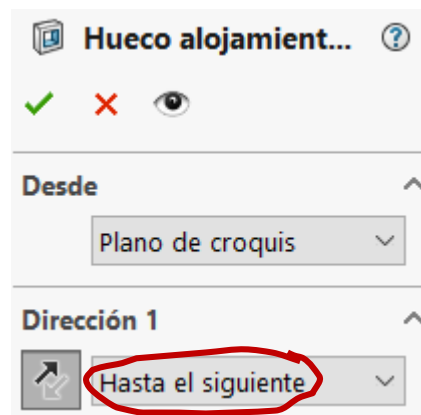 Hueco alojamient...
Desde
Plano de croquis
Dirección 1
Hasta el siguiente